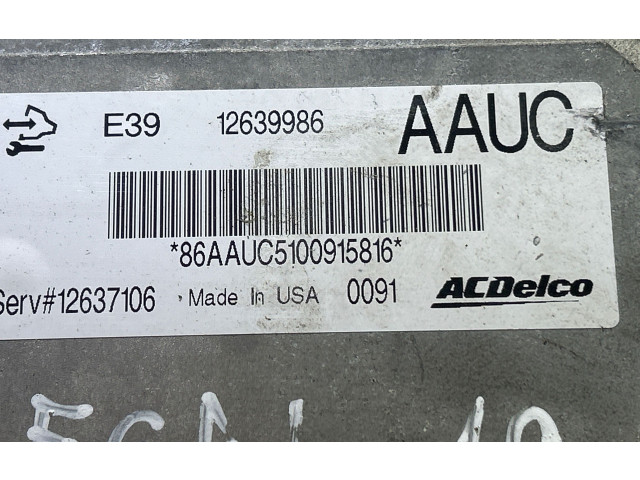 E39 12639986 AAUC
*86AAUC5100915816*
Serv#12637106 Made In USA 0091 ACDelco